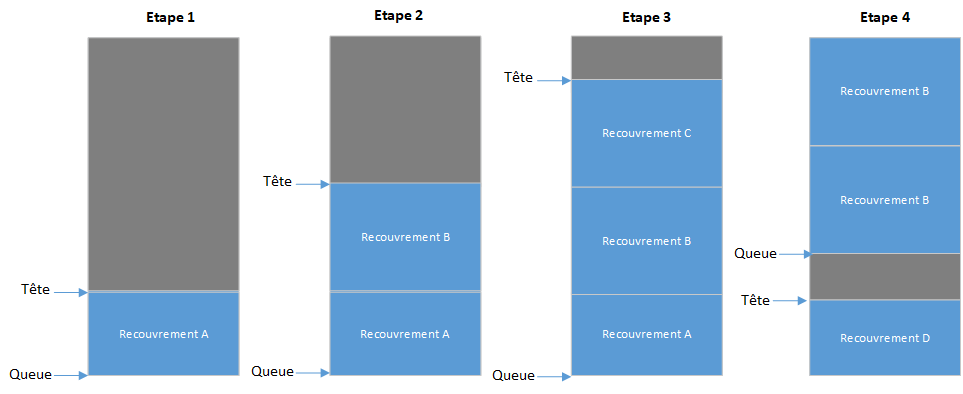 Etape 1
Tête
Recouvrement A
Queue
Etape 2
Tête
Recouvrement B
Recouvrement A
Queue
Etape 3
Tête
Recouvrement C
Recouvrement B
Recouvrement A
Queue
Etape 4
Recouvrement B
Recouvrement B
Queue
Tête
Recouvrement D